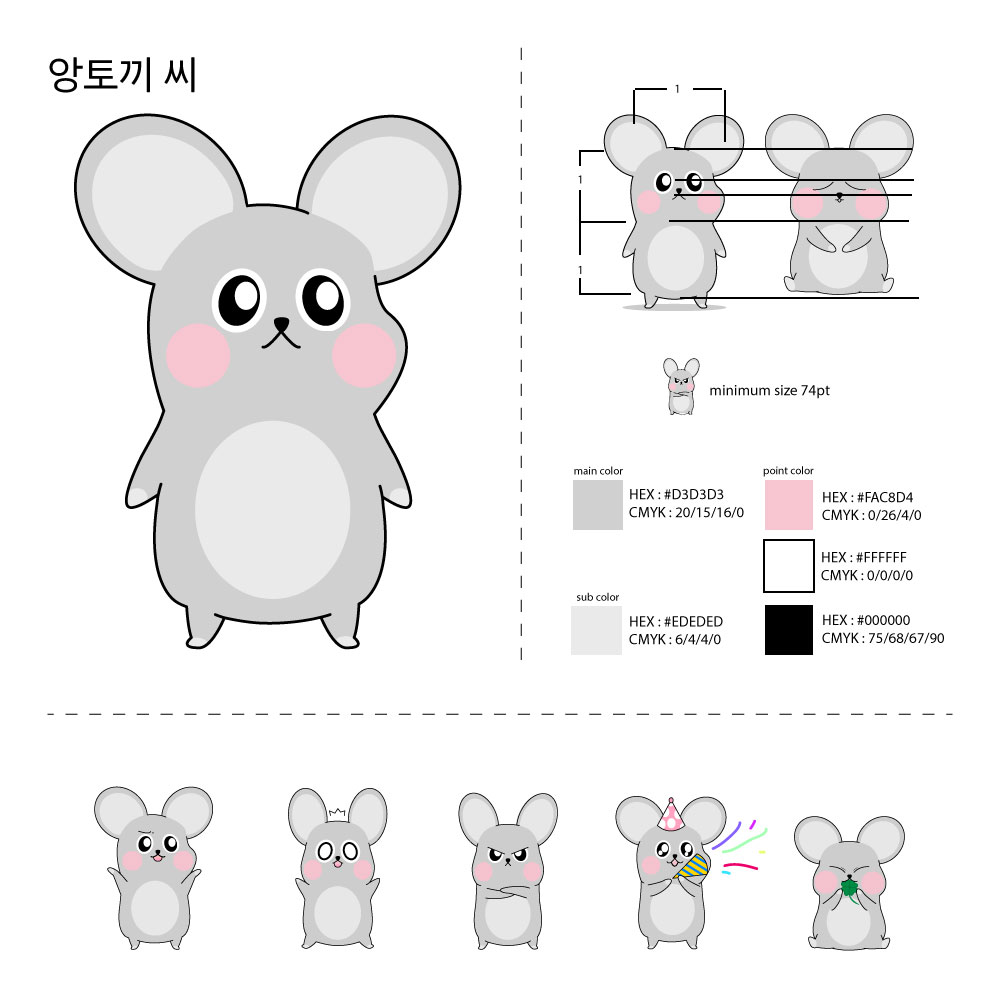 앙토끼 씨
1
1
1
minimum size 74pt
main color
HEX : #D3D3D3
CMYK : 20/15/16/0
point color
HEX : #FAC8D4
CMYK : 0/26/4/0
HEX : #FFFFFF
CMYK : 0/0/0/0
sub color
HEX : #EDEDED
CMYK : 6/4/4/0
HEX : #000000
CMYK : 75/68/67/90